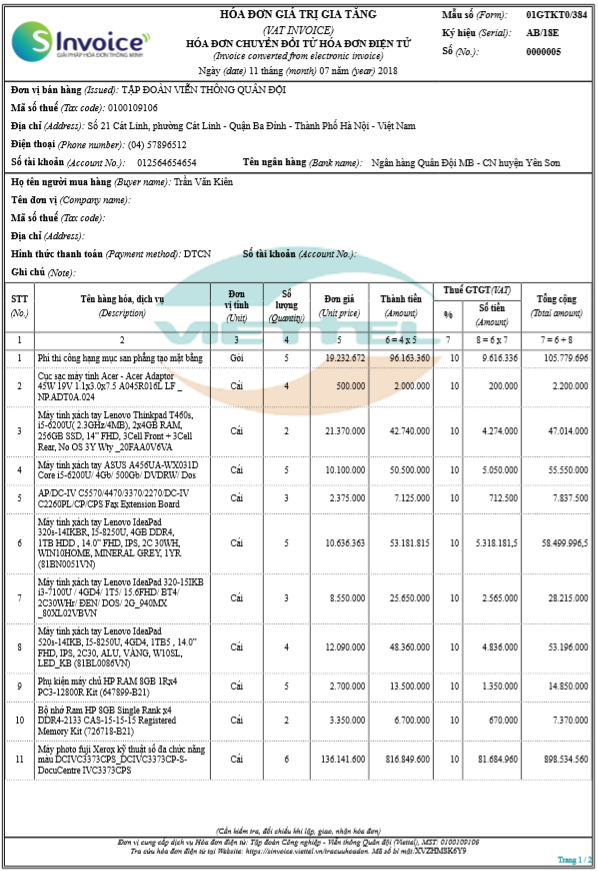 S Invoice
GIẢI PHÁP HÓA ĐƠN THÔNG MINH
HÓA ĐƠN GIÁ TRỊ GIA TĂNG
(VAT INVOICE)
HÓA ĐƠN CHUYỂN ĐỔI TỪ HÓA ĐƠN ĐIỆN TỬ
(Invoice converted from electronic invoice)
Ngày (date) 11 tháng (month) 07 năm (year) 2018
Mẫu số (Form): 01GTKT0/384
Ký hiệu (Serial): AB/18E
Số (No.): 0000005
Đơn vị bán hàng (Issued): TẬP ĐOÀN VIỄN THÔNG QUÂN ĐỘI
Mã số thuế (Tax code): 0100109106
Địa chỉ (Address): Số 21 Cát Linh, phường Cát Linh - Quận Ba Đình - Thành Phố Hà Nội - Việt Nam
Điện thoại (Phone number): (04) 57896512
Số tài khoản (Account No.): 012564654654 Tên ngân hàng (Bank name): Ngân hàng Quân Đội MB - CN huyện Yên Sơn
Họ tên người mua hàng (Buyer name): Trần Văn Kiên
Tên đơn vị (Company name):
Mã số thuế (Tax code):
Địa chỉ (Address):
Hình thức thanh toán (Payment method): DTCN Số tài khoản (Account No.):
Ghi chú (Note):
VIETTEL
STT (No.) Tên hàng hóa, dịch vụ (Description) Đơn vị tính (Unit) Số lượng (Quantity) Đơn giá (Unit price) Thành tiền (Amount) Thuế GTGT(VAT) % Số tiền (Amount) Tổng cộng (Total amount)
1 2 3 4 5 6 = 4 x 5 7 8 = 6 x 7 7 = 6 + 8
1 Phí thi công hạng mục san phẳng tạo mặt bằng Gói 5 19.232.672 96.163.360 10 9.616.336 105.779.696
2 Cục sạc máy tính Acer - Acer Adaptor
45W 19V 1.1x3.0x7.5 A045R016L LF _
NP.ADT0A.024 Cái 4 500.000 2.000.000 10 200.000 2.200.000
3 Máy tính xách tay Lenovo Thinkpad T460s,
i5-6200U( 2.3GHz/4MB), 2x4GB RAM,
256GB SSD, 14" FHD, 3Cell Front + 3Cell
Rear, No OS 3Y Wty _20FAA0V6VA Cái 2 21.370.000 42.740.000 10 4.274.000 47.014.000
4 Máy tính xách tay ASUS A456UA-WX031D
Core i5-6200U/ 4Gb/ 500Gb/ DVDRW/ Dos Cái 5 10.100.000 50.500.000 10 5.050.000 55.550.000
5 AP/DC-IV C5570/4470/3370/2270/DC-IV
C2260PL/CP/CPS Fax Extension Board Cái 3 2.375.000 7.125.000 10 712.500 7.837.500
6 Máy tính xách tay Lenovo IdeaPad
320s-14IKBR, I5-8250U, 4GB DDR4,
1TB HDD , 14.0" FHD, IPS, 2C 30WH,
WIN10HOME, MINERAL GREY, 1YR
(81BN0051VN) Cái 5 10.636.363 53.181.815 10 5.318.181,5 58.499.996,5
7 Máy tính xách tay Lenovo IdeaPad 320-15IKB
i3-7100U / 4GD4/ 1T5/ 15.6FHD/ BT4/
2C30WHr/ ĐEN/ DOS/ 2G_940MX
_80XL02VBVN Cái 3 8.550.000 25.650.000 10 2.565.000 28.215.000
8 Máy tính xách tay Lenovo IdeaPad
520s-14IKB, I5-8250U, 4GD4, 1TB5 , 14.0"
FHD, IPS, 2C30, ALU, VÀNG, W10SL,
LED_KB (81BL0086VN) Cái 4 12.090.000 48.360.000 10 4.836.000 53.196.000
9 Phụ kiện máy chủ HP RAM 8GB 1Rx4
PC3-12800R Kit (647899-B21) Cái 5 2.700.000 13.500.000 10 1.350.000 14.850.000
10 Bộ nhớ Ram HP 8GB Single Rank x4
DDR4-2133 CAS-15-15-15 Registered
Memory Kit (726718-B21) Cái 2 3.350.000 6.700.000 10 670.000 7.370.000
11 Máy photo fuji Xerox kỹ thuật số đa chức năng
màu DCIVC3373CPS_DCIVC3373CP-S-
DocuCentre IVC3373CPS Cái 6 136.141.600 816.849.600 10 81.684.960 898.534.560
(Cần kiểm tra, đối chiếu khi lập, giao, nhận hóa đơn)
Đơn vị cung cấp dịch vụ Hóa đơn điện tử: Tập đoàn Công nghiệp - Viễn thông Quân đội (Viettel), MST: 0100109106
Tra cứu hóa đơn điện tử tại Website: https://sinvoice.viettel.vn/tracuuhoadon. Mã số bí mật:XVZHMSK6Y9
Trang 1 / 2